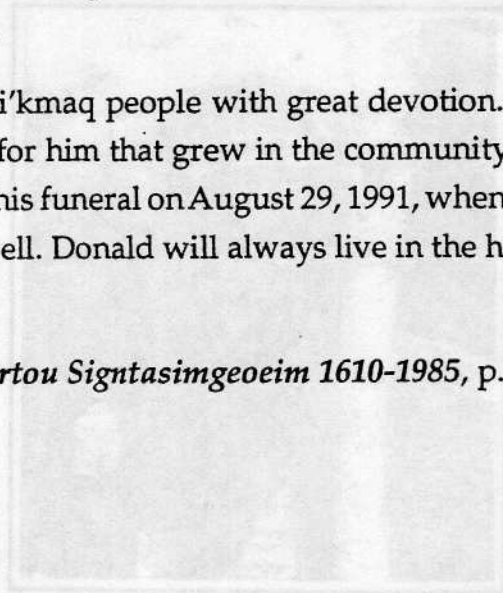 i'kmaq people with great devotion.
for him that grew in the community
his funeral on August 29, 1991, when
ell. Donald will always live in the h
rtou Signtasimgeoeim 1610-1985, p.